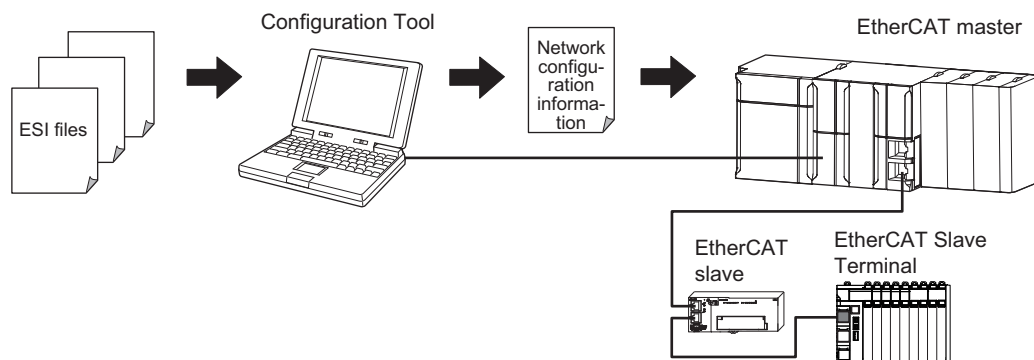 ESI files
Configuration Tool
Network
configu-
ration
informa-
tion
EtherCAT master
EtherCAT
slave
EtherCAT Slave
Terminal